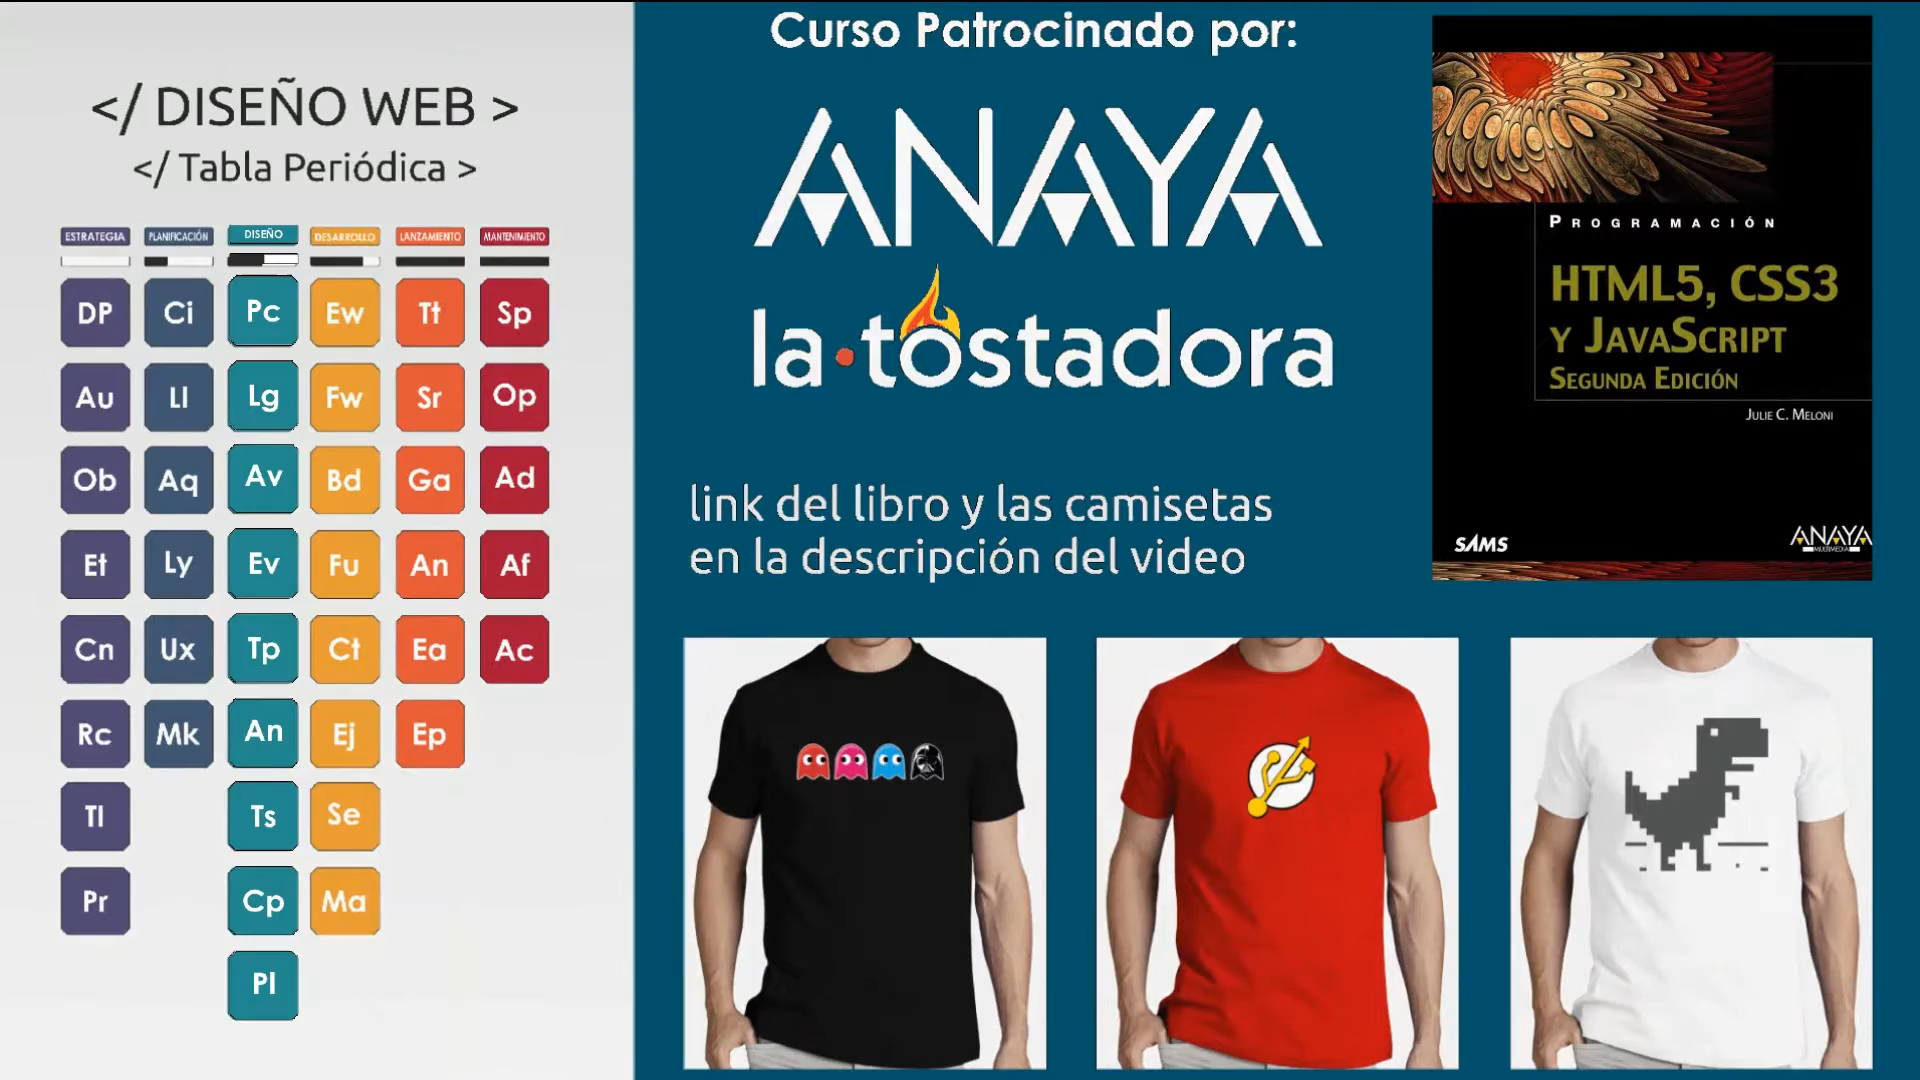 </ DISEÑO WEB >
</ Tabla Periódica >
ESTRATEGIA PLANIFICACIÓN DISEÑO DESARROLLO LANZAMIENTO MANTENIMIENTO
DP Ci Pc Ew Tt Sp
Au Ll Lg Fw Sr Op
Ob Aq Av Bd Ga Ad
Et Ly Ev Fu An Af
Cn Ux Tp Ct Ea Ac
Rc Mk An Ej Ep
Tl Ts Se
Pr Cp Ma
Pl
Curso Patrocinado por:
ANAYA
la·tostadora
link del libro y las camisetas
en la descripción del video
PROGRAMACIÓN
HTML5, CSS3
Y JAVASCRIPT
SEGUNDA EDICIÓN
JULIE C. MELONI
SAMS
ANAYA
MULTIMEDIA